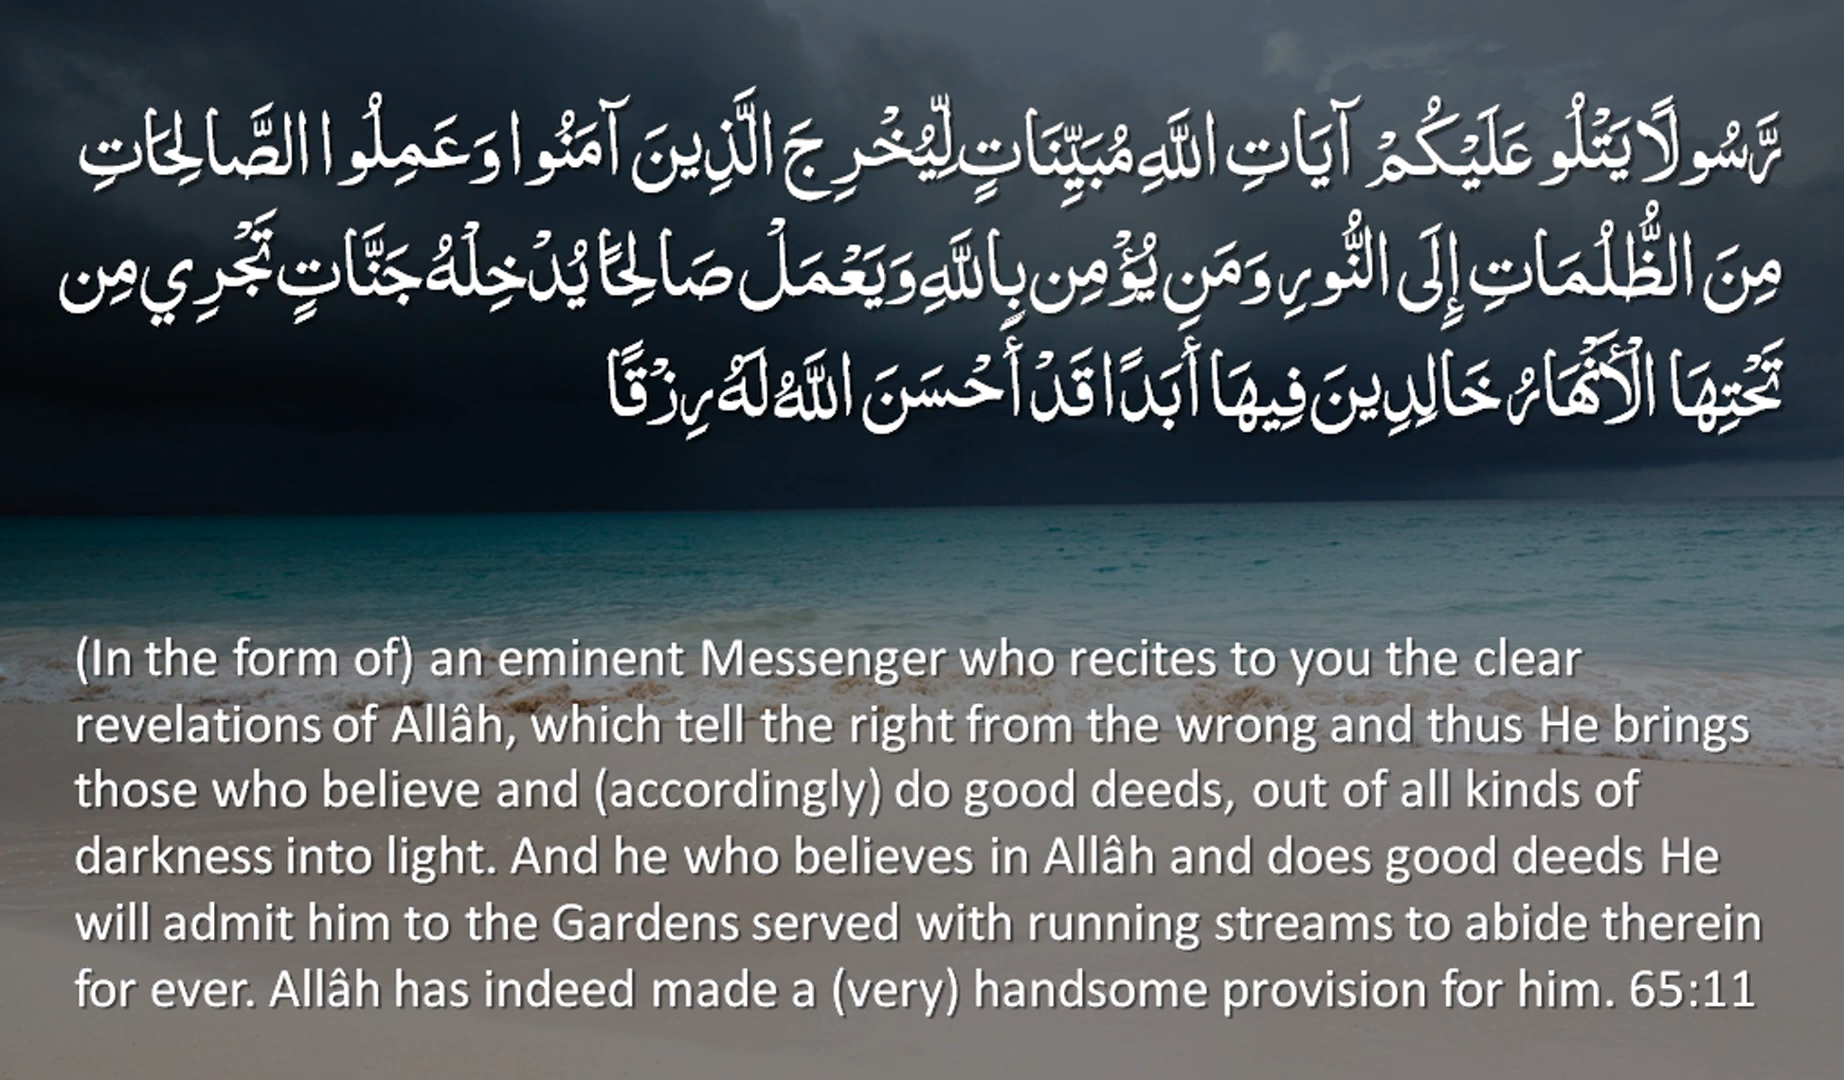 رَّسُولًا يَتْلُو عَلَيْكُمْ آيَاتِ اللَّهِ مُبَيِّنَاتٍ لِّيُخْرِجَ الَّذِينَ آمَنُوا وَعَمِلُوا الصَّالِحَاتِ
مِنَ الظُّلُمَاتِ إِلَى النُّورِ وَمَن يُؤْمِن بِاللَّهِ وَيَعْمَلْ صَالِحًا يُدْخِلْهُ جَنَّاتٍ تَجْرِي مِن
تَحْتِهَا الْأَنْهَارُ خَالِدِينَ فِيهَا أَبَدًا قَدْ أَحْسَنَ اللَّهُ لَهُ رِزْقًا
(In the form of) an eminent Messenger who recites to you the clear
revelations of Allâh, which tell the right from the wrong and thus He brings
those who believe and (accordingly) do good deeds, out of all kinds of
darkness into light. And he who believes in Allâh and does good deeds He
will admit him to the Gardens served with running streams to abide therein
for ever. Allâh has indeed made a (very) handsome provision for him. 65:11